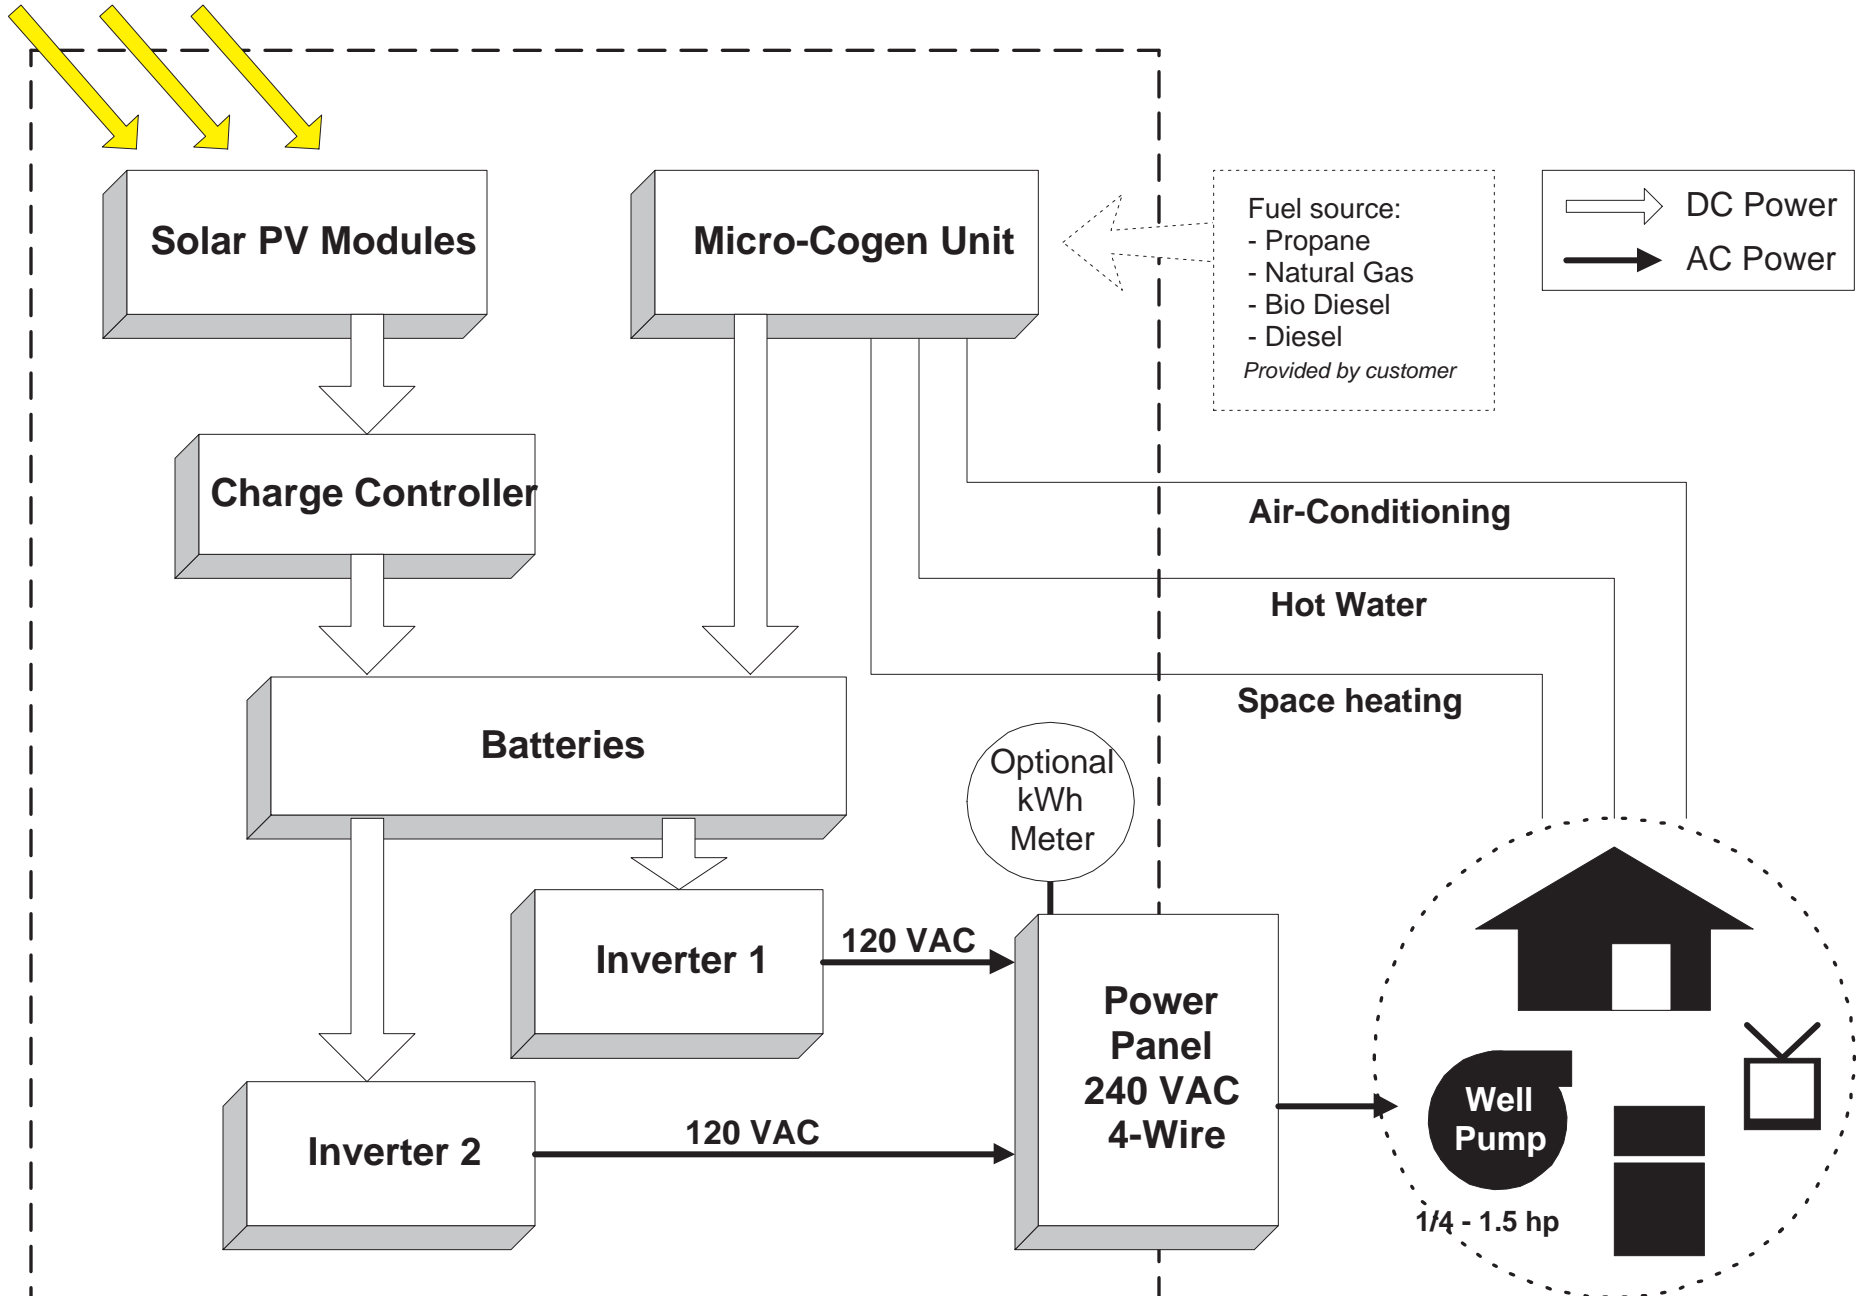 Solar PV Modules
Micro-Cogen Unit
Fuel source:
- Propane
- Natural Gas
- Bio Diesel
- Diesel
Provided by customer
DC Power
AC Power
Charge Controller
Air-Conditioning
Hot Water
Space heating
Batteries
Optional
kWh
Meter
Inverter 1
120 VAC
Power
Panel
240 VAC
4-Wire
Inverter 2
120 VAC
Well
Pump
1/4 - 1.5 hp